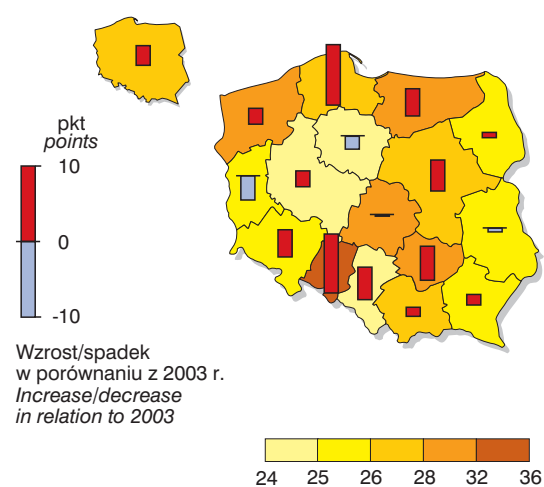 pkt
points
10
0
-10
Wzrost/spadek
w porównaniu z 2003 r.
Increase/decrease
in relation to 2003
24 25 26 28 32 36